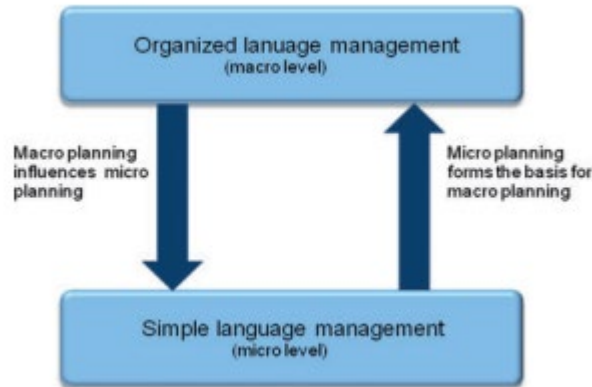 Organized lanuage management
(macro level)
Macro planning
influences micro
planning
Micro planning
forms the basis for
macro planning
Simple language management
(micro level)